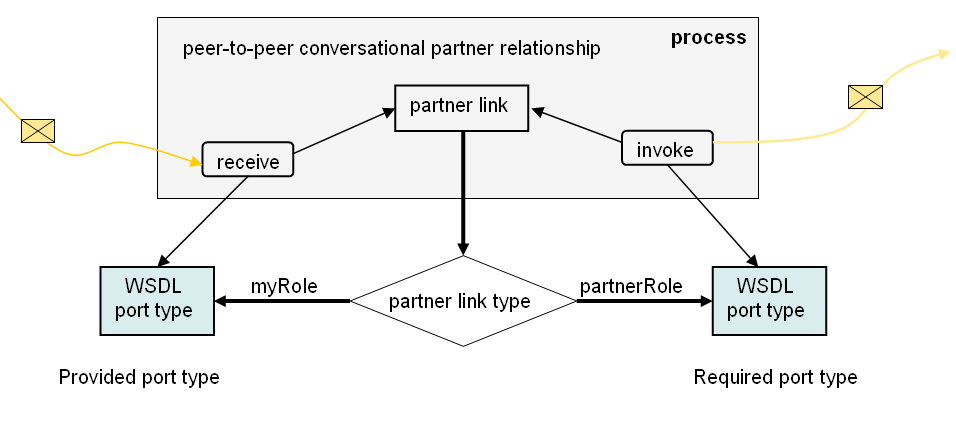 process
peer-to-peer conversational partner relationship
partner link
receive
invoke
WSDL
port type
myRole
partner link type
partnerRole
WSDL
port type
Provided port type
Required port type